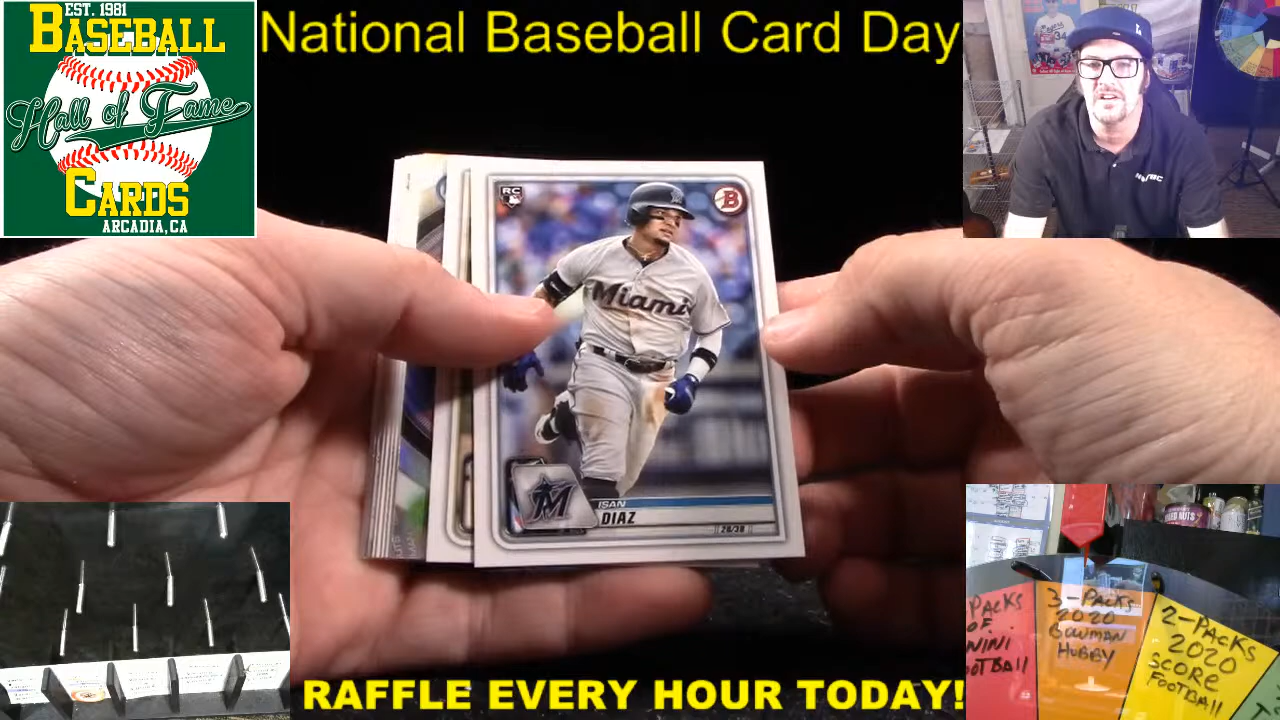 EST. 1981
BASEBALL
Hall of Fame
CARDS
ARCADIA, CA
National Baseball Card Day
RC
B
Miami
M
ISAN
DIAZ
RAFFLE EVERY HOUR TODAY!
PACKS
OF
3-PACKS
2020
BOWMAN
HOBBY
2-PACKS
2020
SCORE
FOOTBALL